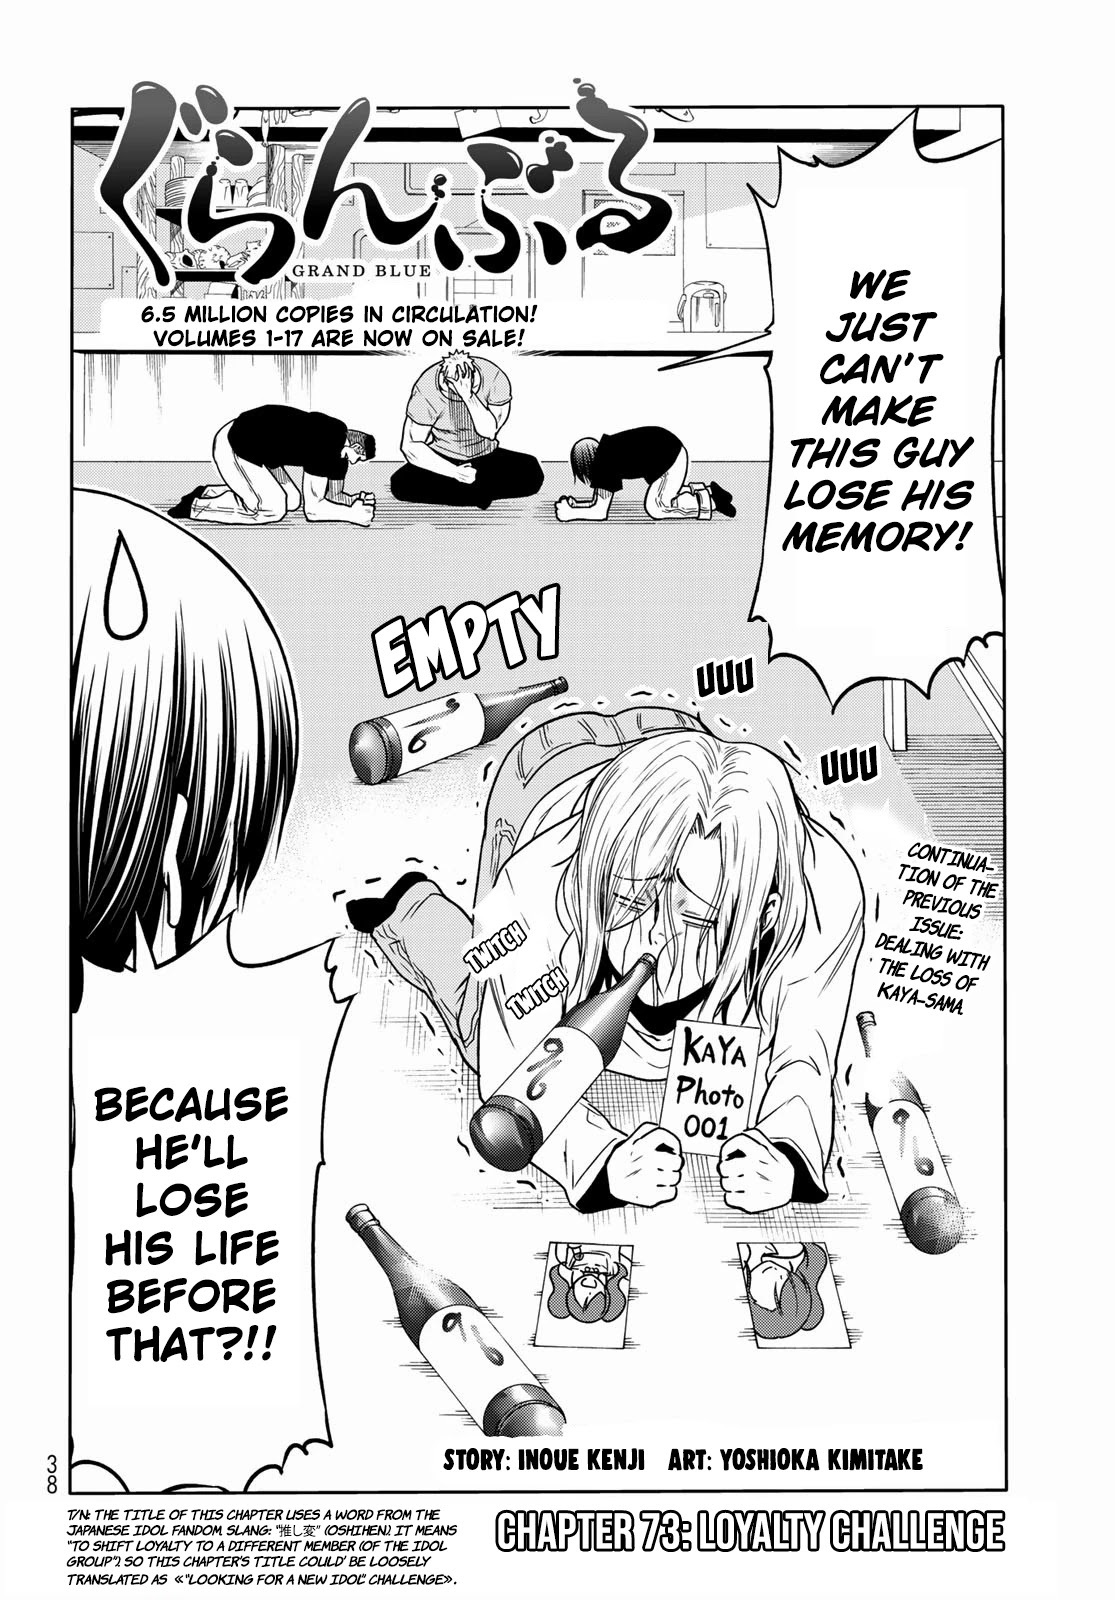 ぐらんぶる
GRAND BLUE
6.5 MILLION COPIES IN CIRCULATION!
VOLUMES 1-17 ARE NOW ON SALE!
WE
JUST
CAN'T
MAKE
THIS GUY
LOSE HIS
MEMORY!
EMPTY
UUU
UUU
CONTINUA-
TION OF THE
PREVIOUS
ISSUE:
DEALING WITH
THE LOSS OF
KAYA-SAMA
TWITCH
TWITCH
KAYA
Photo
001
BECAUSE
HE'LL
LOSE
HIS LIFE
BEFORE
THAT?!!
STORY: INOUE KENJI ART: YOSHIOKA KIMITAKE
38
T/N: THE TITLE OF THIS CHAPTER USES A WORD FROM THE
JAPANESE IDOL FANDOM SLANG: "推し変" (OSHIHEN). IT MEANS
"TO SHIFT LOYALTY TO A DIFFERENT MEMBER (OF THE IDOL
GROUP"). SO THIS CHAPTER'S TITLE COULD' BE LOOSELY
TRANSLATED AS «"LOOKING FOR A NEW IDOL" CHALLENGE».
CHAPTER 73: LOYALTY CHALLENGE